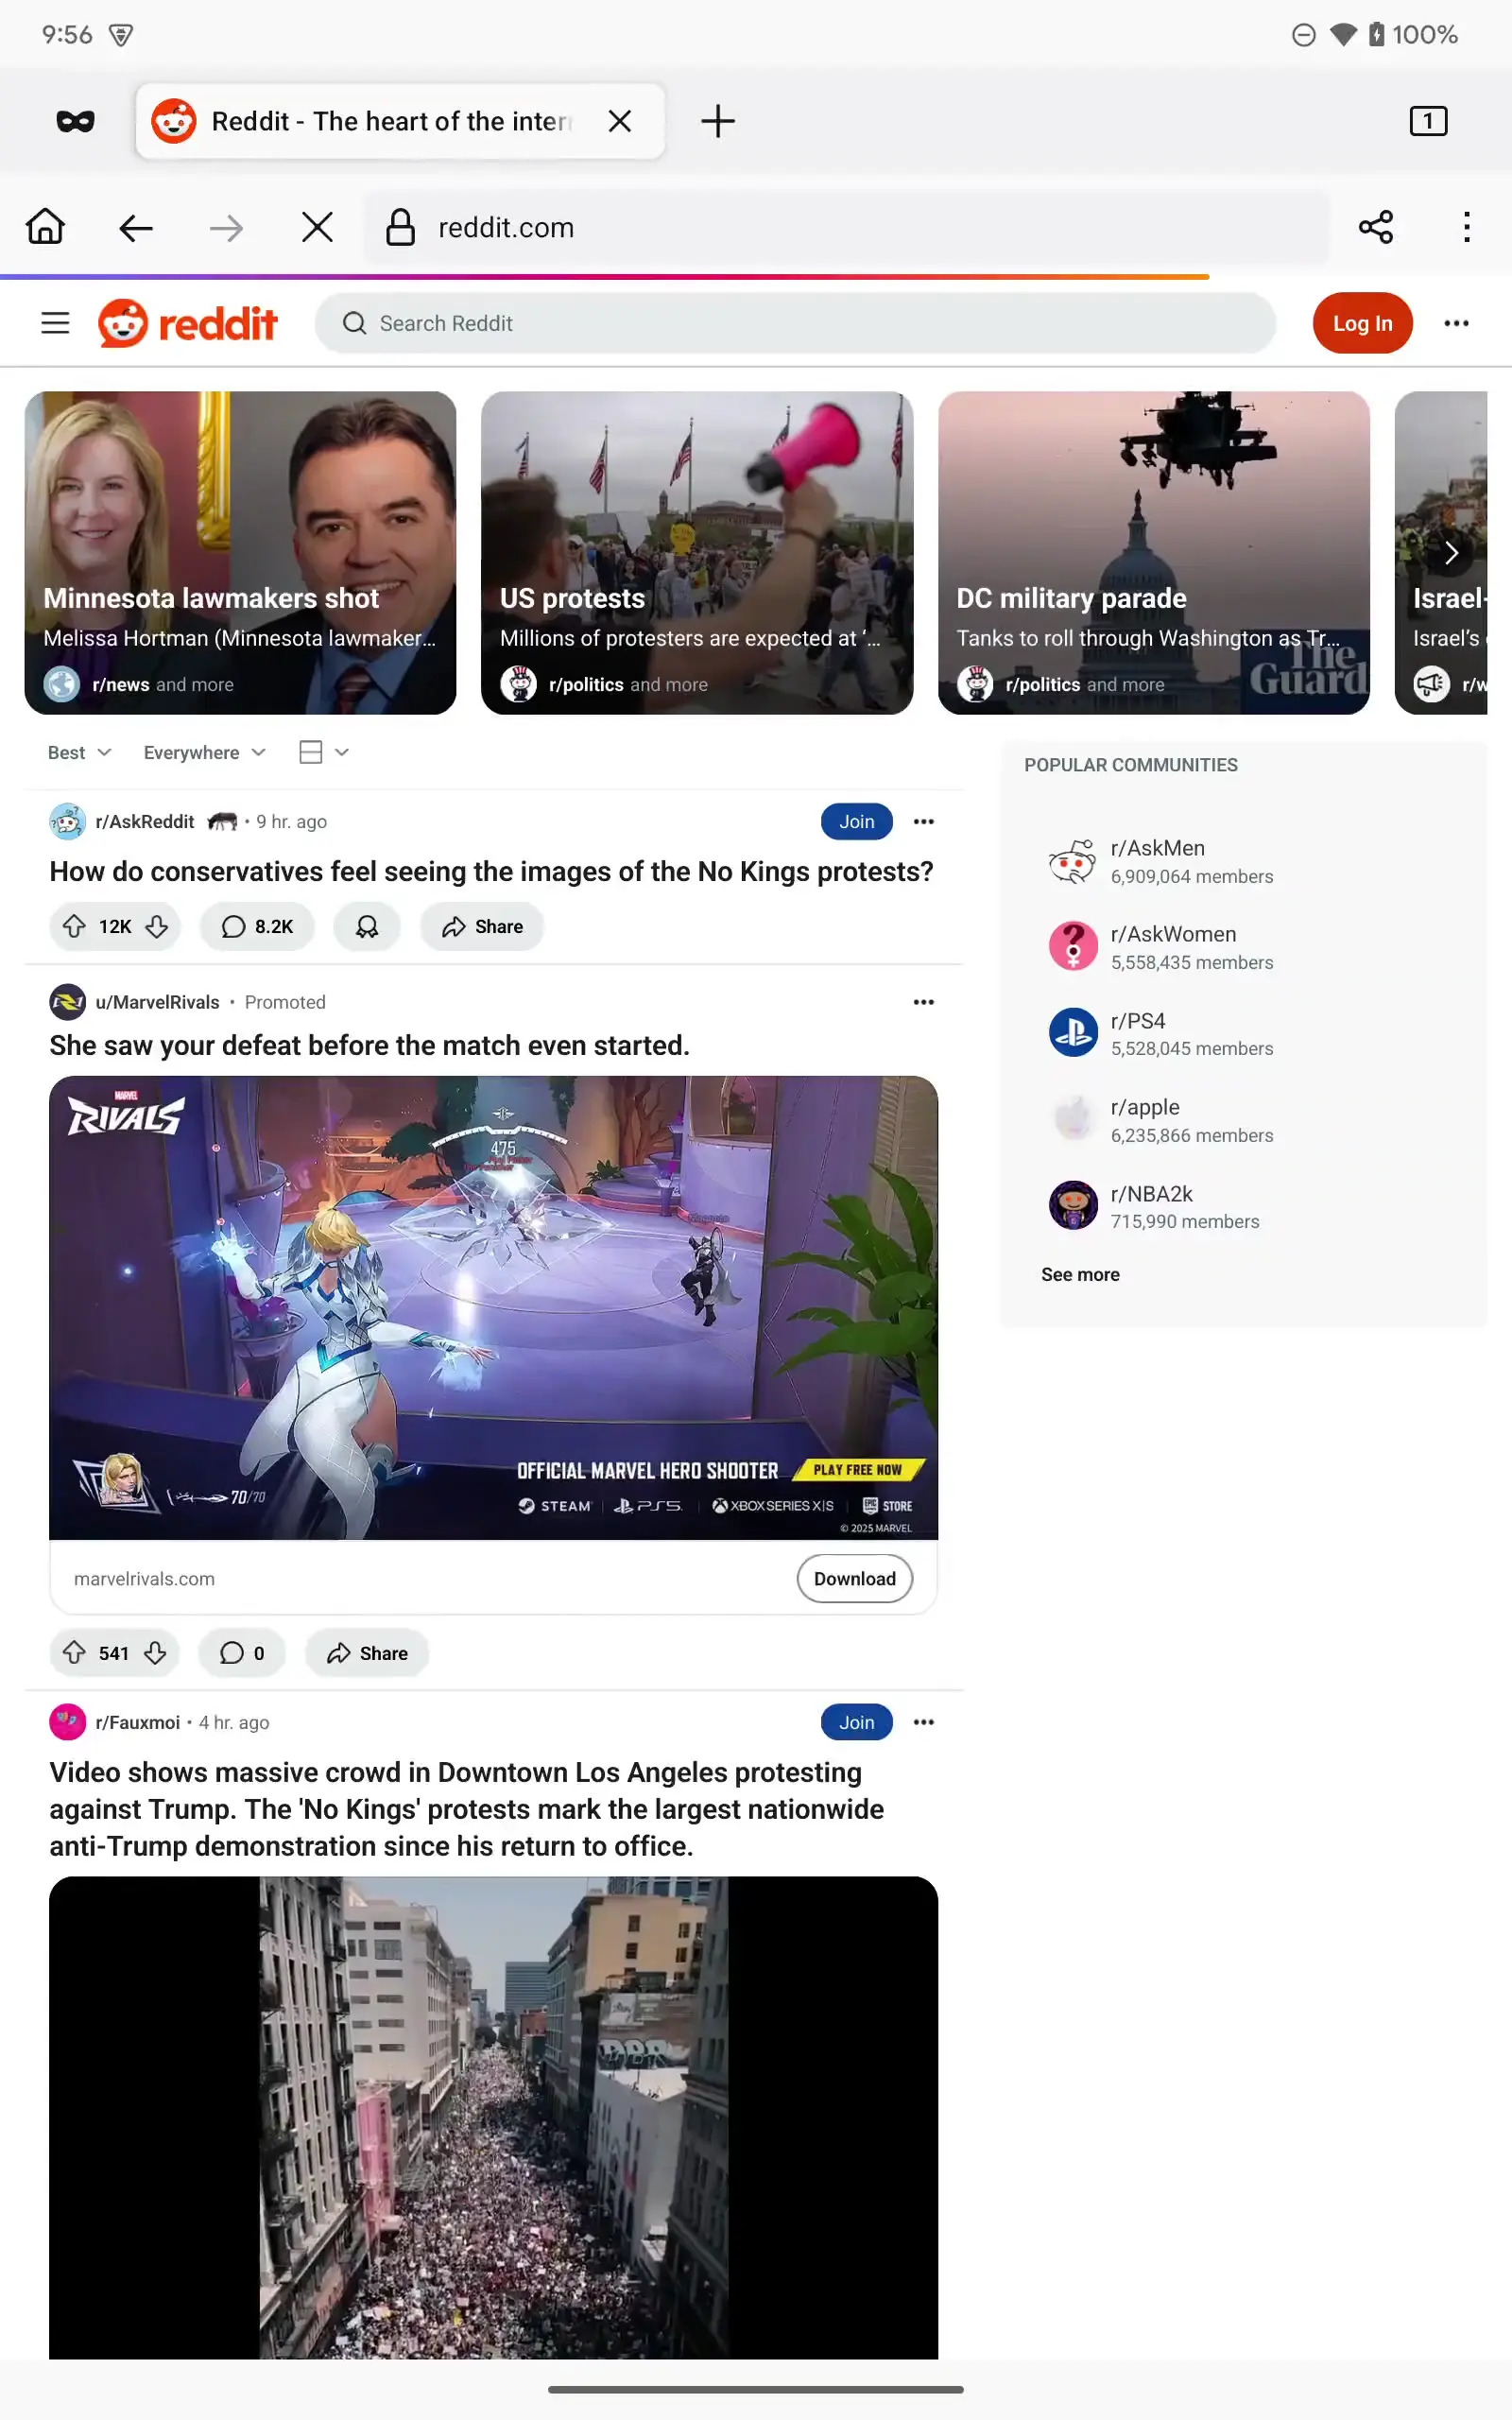 9:56
100%
Reddit - The heart of the inter
1
reddit.com
reddit
Search Reddit
Log In
Minnesota lawmakers shot
Melissa Hortman (Minnesota lawmaker...
r/news and more
US protests
Millions of protesters are expected at ‘...
r/politics and more
DC military parade
Tanks to roll through Washington as Tr...
The
Guard
r/politics and more
Israel-
Israel’s
r/w
Best
Everywhere
POPULAR COMMUNITIES
r/AskMen
6,909,064 members
r/AskWomen
5,558,435 members
r/PS4
5,528,045 members
r/apple
6,235,866 members
r/NBA2k
715,990 members
See more
r/AskReddit • 9 hr. ago
Join
How do conservatives feel seeing the images of the No Kings protests?
12K
8.2K
Share
u/MarvelRivals • Promoted
She saw your defeat before the match even started.
MARVEL
RIVALS
475
70/70
OFFICIAL MARVEL HERO SHOOTER
PLAY FREE NOW
STEAM PS5 XBOX SERIES X|S EPIC GAMES STORE
© 2025 MARVEL
marvelrivals.com
Download
541
0
Share
r/Fauxmoi • 4 hr. ago
Join
Video shows massive crowd in Downtown Los Angeles protesting
against Trump. The 'No Kings' protests mark the largest nationwide
anti-Trump demonstration since his return to office.